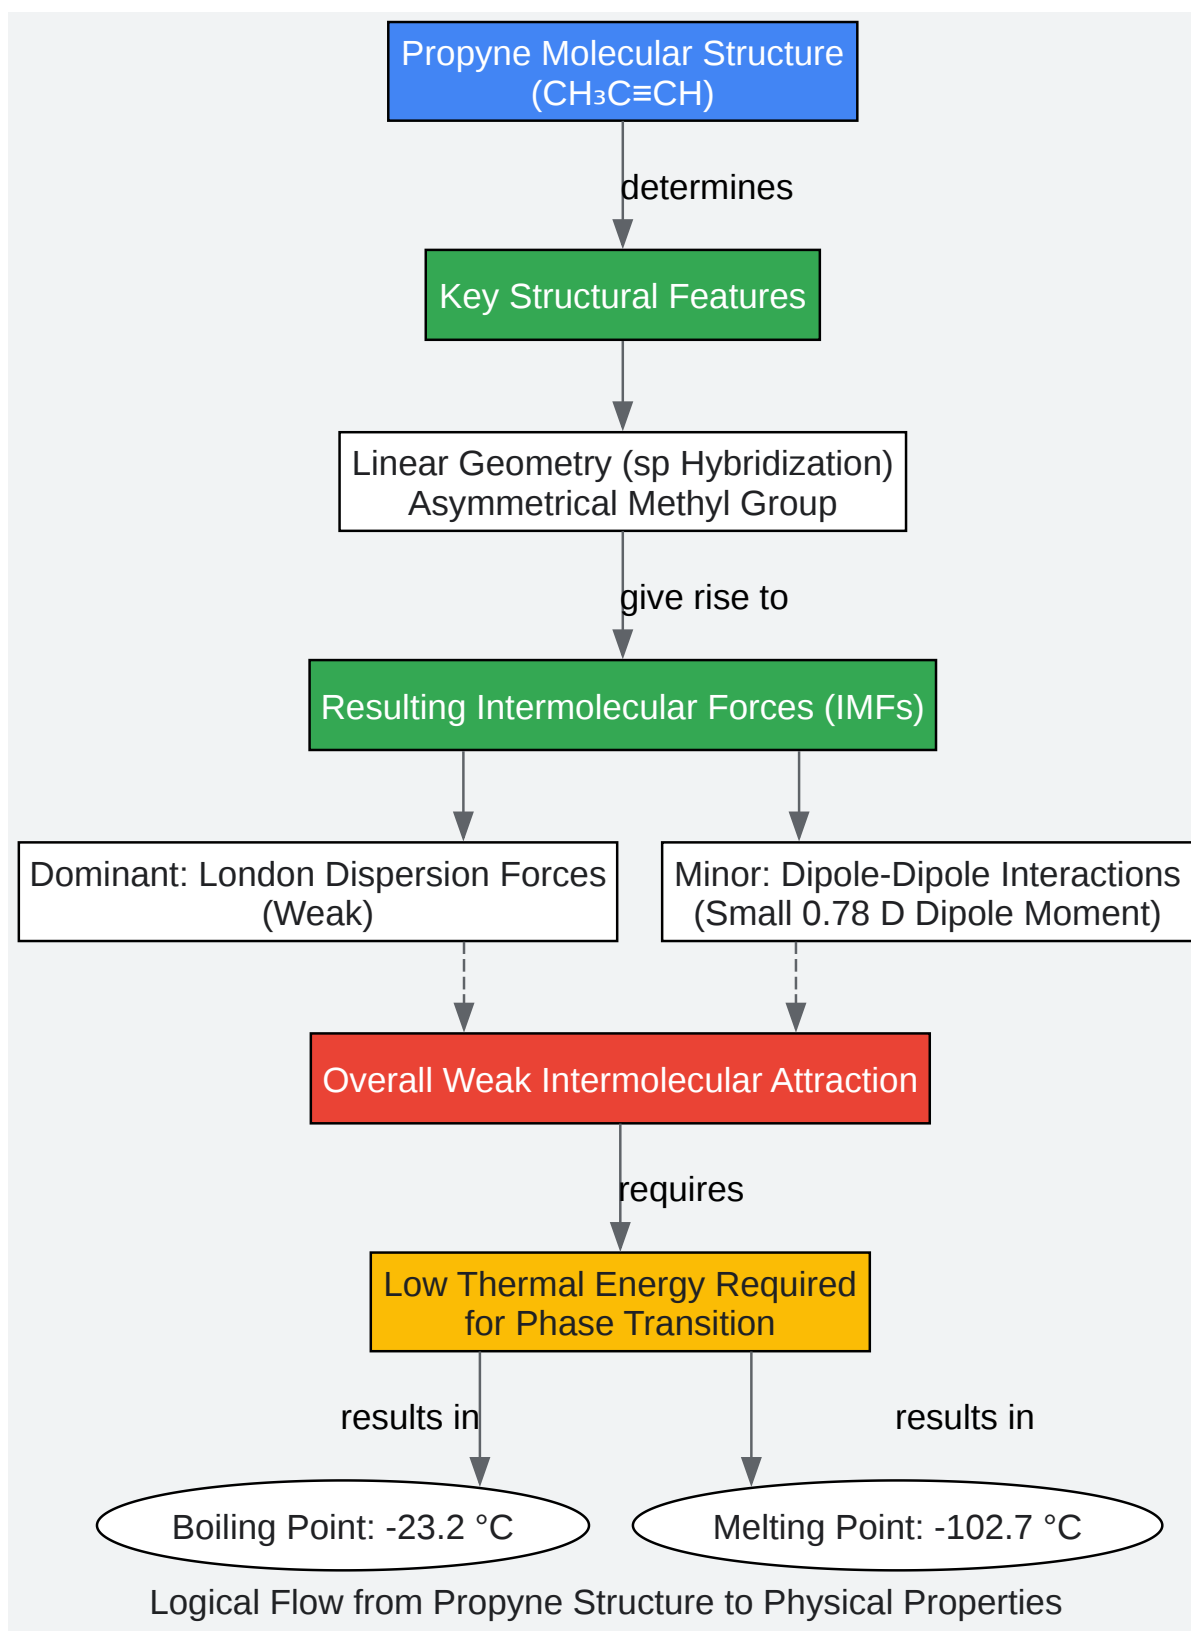 Propyne Molecular Structure
(CH₃C≡CH)
determines
Key Structural Features
Linear Geometry (sp Hybridization)
Asymmetrical Methyl Group
give rise to
Resulting Intermolecular Forces (IMFs)
Dominant: London Dispersion Forces
(Weak)
Minor: Dipole-Dipole Interactions
(Small 0.78 D Dipole Moment)
Overall Weak Intermolecular Attraction
requires
Low Thermal Energy Required
for Phase Transition
results in
results in
Boiling Point: -23.2 °C
Melting Point: -102.7 °C
Logical Flow from Propyne Structure to Physical Properties